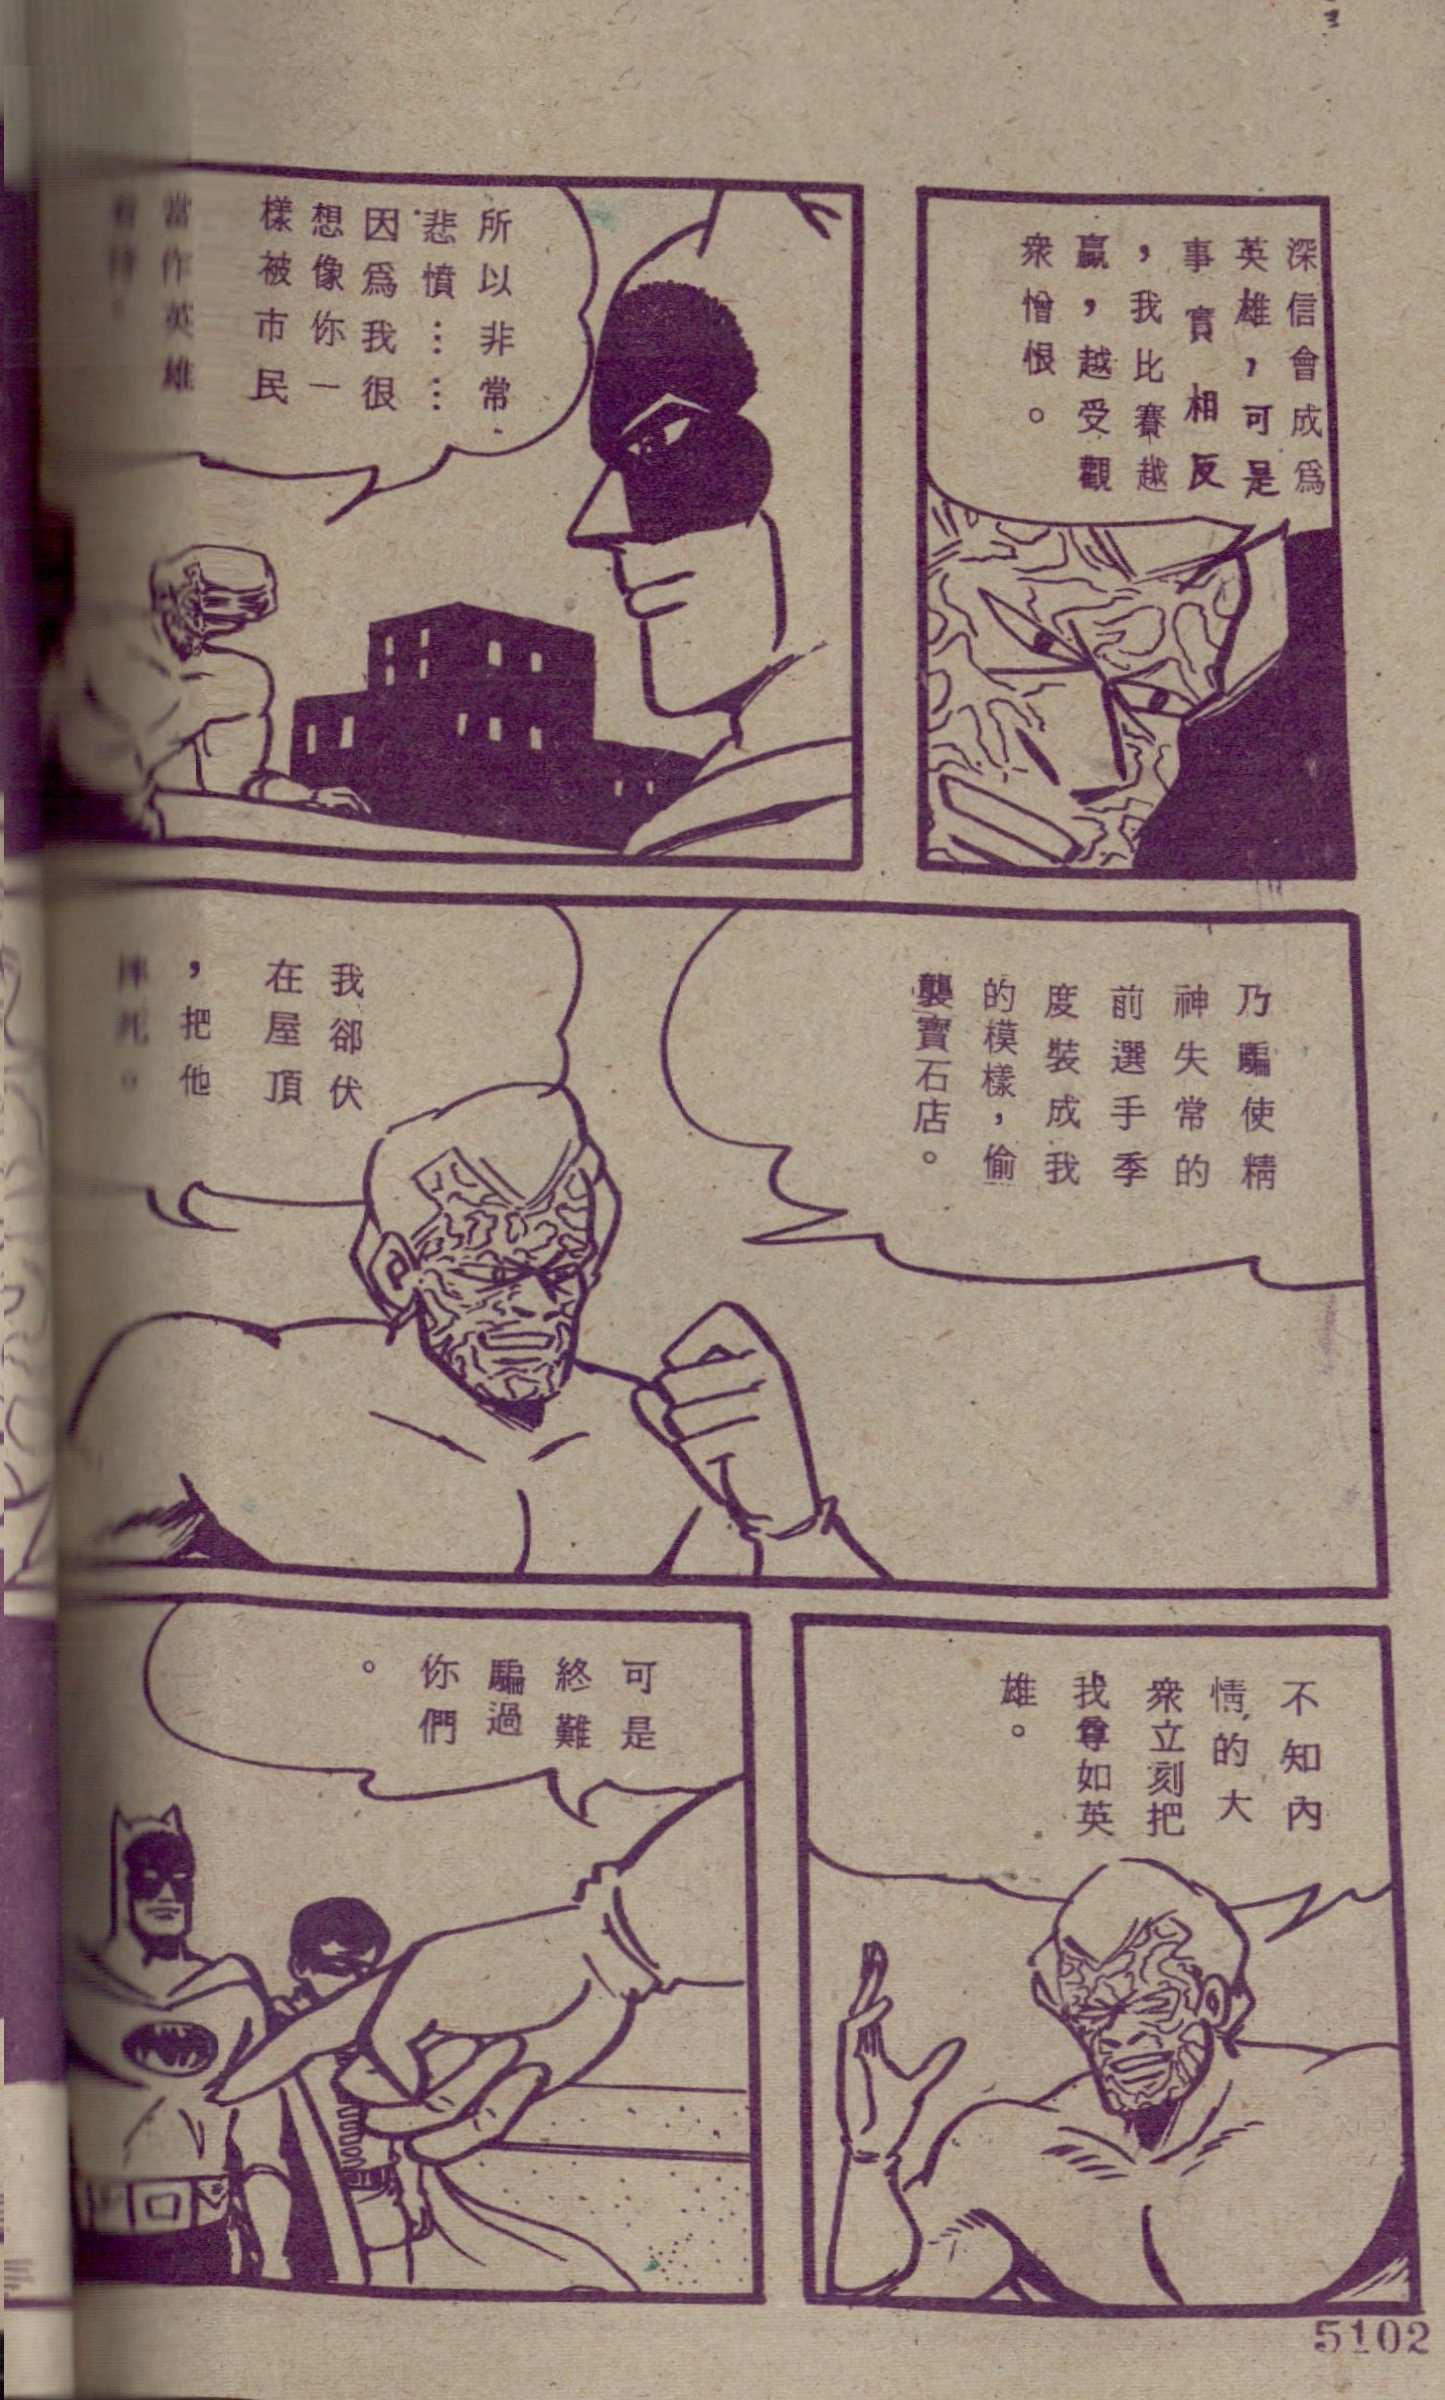 深信會成爲
英雄，可是
事實相反
，我比賽越
贏，越受觀
衆憎恨。
所以非常
悲憤……
因爲我很
想像你一
樣被市民
當作英雄
乃騙使精
神失常的
前選手季
度裝成我
的模樣，偷
襲寶石店。
我卻伏
在屋頂
，把他
不知內
情的大
衆立刻把
我尊如英
雄。
可是
終難
騙過
你們
。
5102